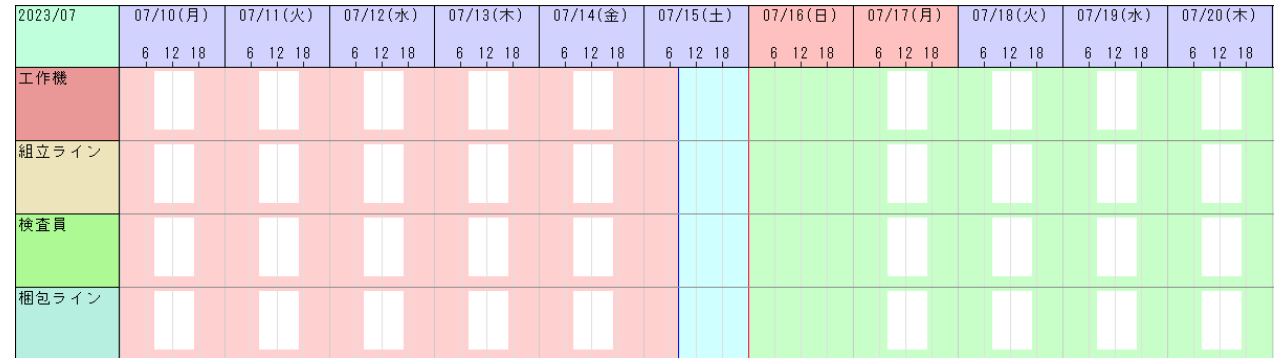 2023/07 07/10(月) 07/11(火) 07/12(水) 07/13(木) 07/14(金) 07/15(土) 07/16(日) 07/17(月) 07/18(火) 07/19(水) 07/20(木)
6 12 18 6 12 18 6 12 18 6 12 18 6 12 18 6 12 18 6 12 18 6 12 18 6 12 18 6 12 18 6 12 18
工作機
組立ライン
検査員
梱包ライン